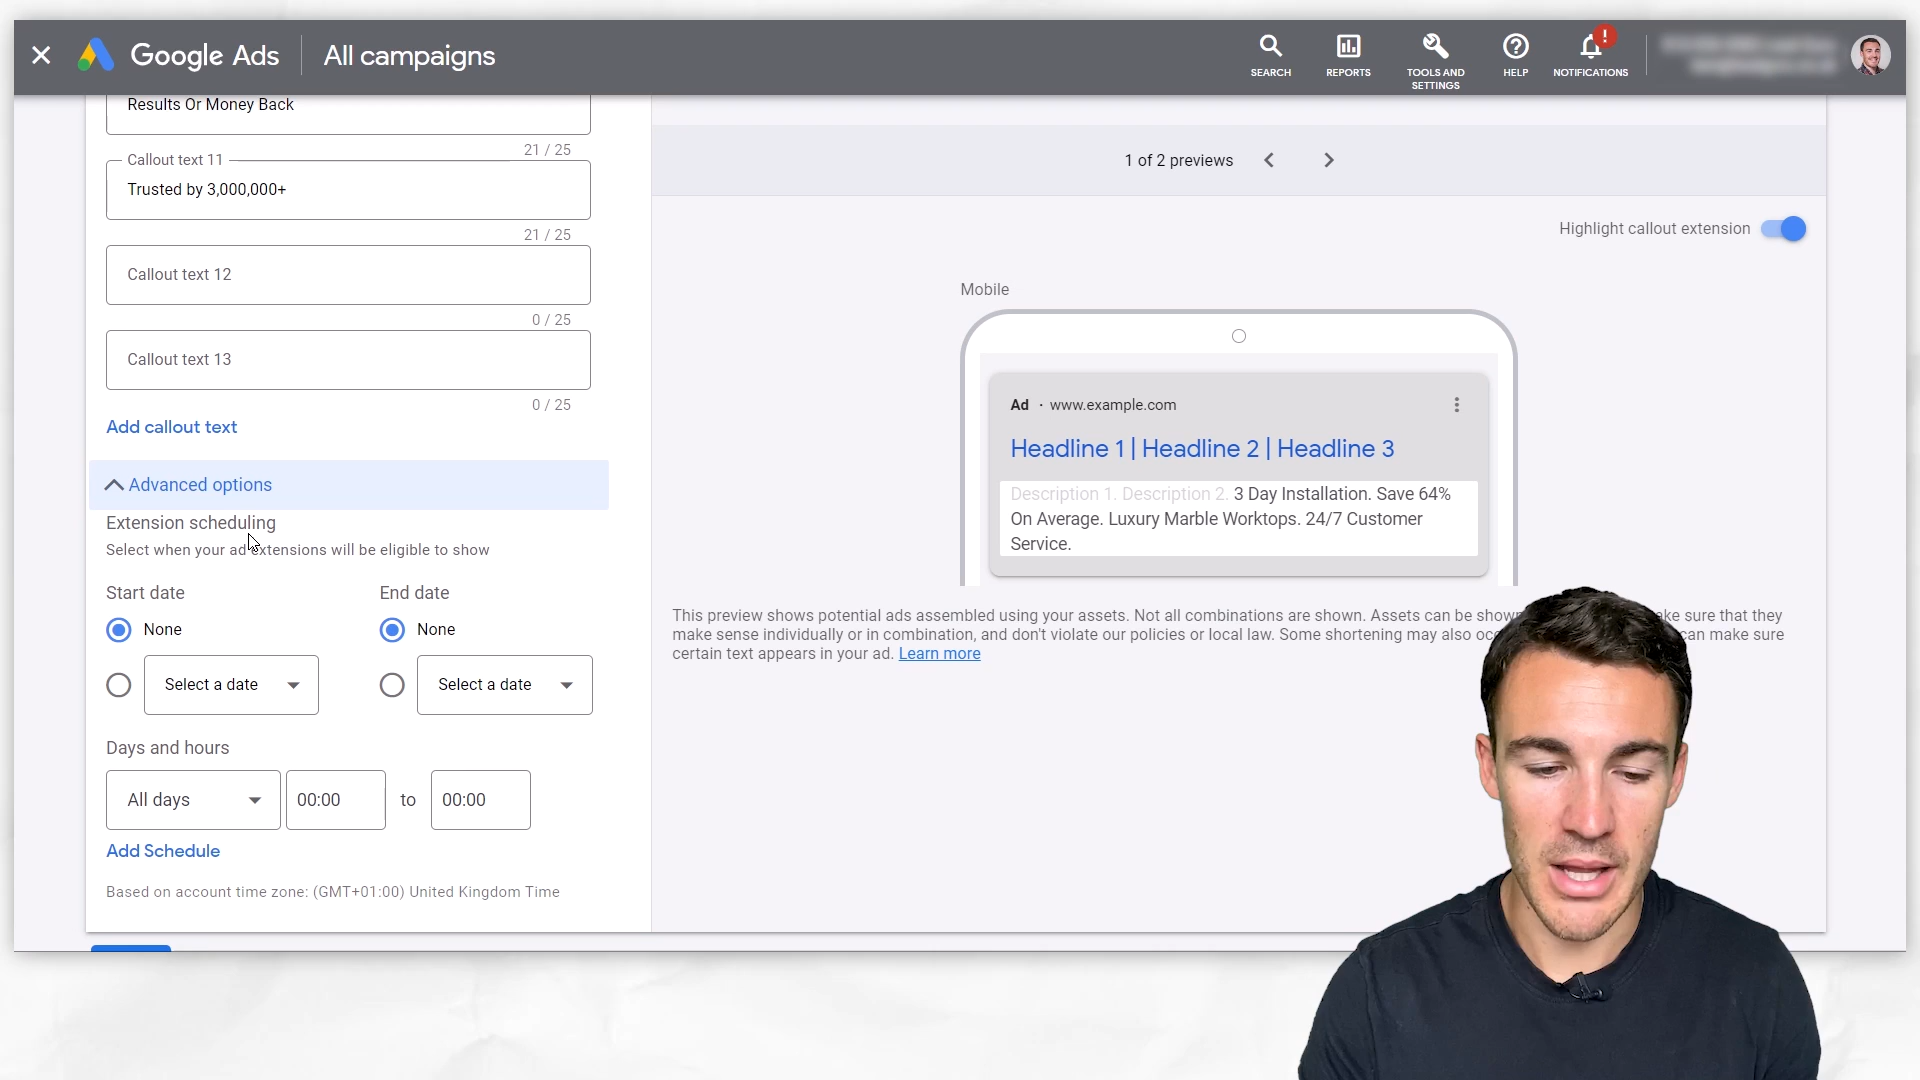 Google Ads
All campaigns
SEARCH
REPORTS
TOOLS AND
SETTINGS
HELP
!
NOTIFICATIONS
Results Or Money Back
21 / 25
Callout text 11
Trusted by 3,000,000+
21 / 25
Callout text 12
0 / 25
Callout text 13
0 / 25
Add callout text
Advanced options
Extension scheduling
Select when your ad extensions will be eligible to show
Start date
End date
None
None
Select a date
Select a date
Days and hours
All days
00:00
to
00:00
Add Schedule
Based on account time zone: (GMT+01:00) United Kingdom Time
1 of 2 previews
Highlight callout extension
Mobile
Ad · www.example.com
Headline 1 | Headline 2 | Headline 3
Description 1. Description 2. 3 Day Installation. Save 64%
On Average. Luxury Marble Worktops. 24/7 Customer
Service.
This preview shows potential ads assembled using your assets. Not all combinations are shown. Assets can be shown ke sure that they
make sense individually or in combination, and don't violate our policies or local law. Some shortening may also can make sure
certain text appears in your ad. Learn more